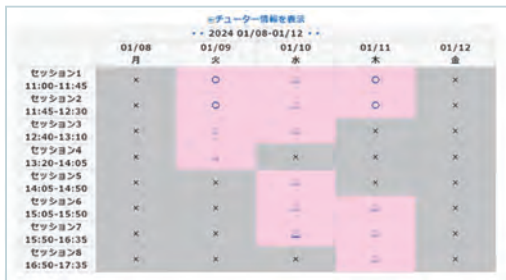 チューター情報を表示
2024 01/08-01/12
01/08 01/09 01/10 01/11 01/12
月 火 水 木 金
セッション1
11:00-11:45 × ○ ○ ×
セッション2
11:45-12:30 × ○ ○ ×
セッション3
12:40-13:10 × × ×
セッション4
13:20-14:05 × × × ×
セッション5
14:05-14:50 × × × ×
セッション6
15:05-15:50 × × ×
セッション7
15:50-16:35 × × ×
セッション8
16:50-17:35 × × × ×